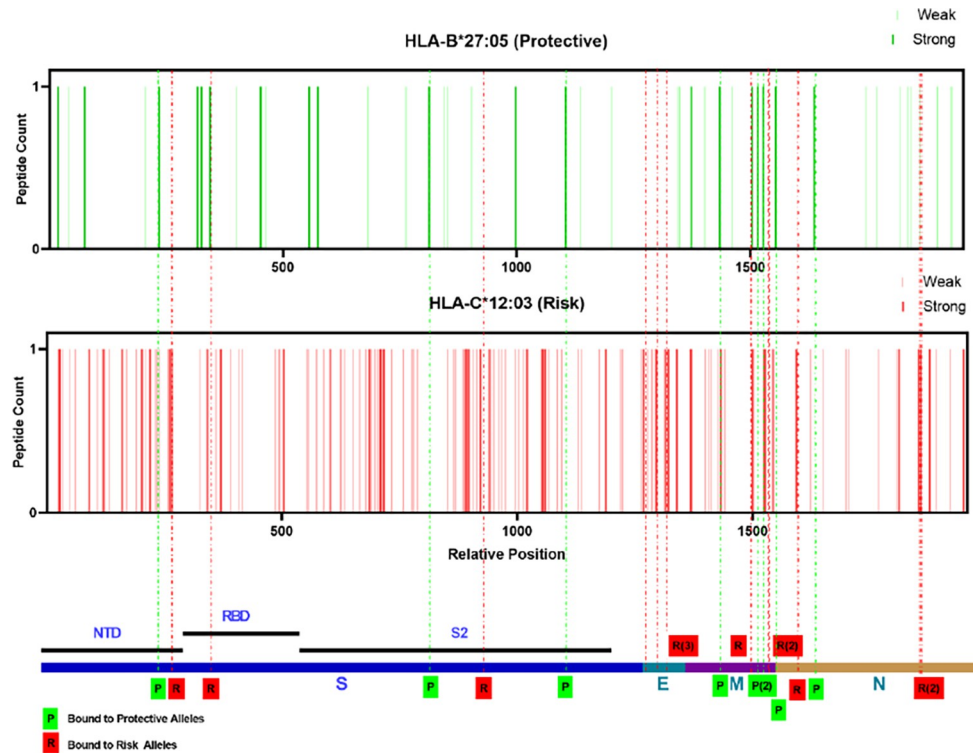 Weak
HLA-B*27:05 (Protective)
Strong
Peptide Count
1
0
500
1000
1500
Weak
HLA-C*12:03 (Risk)
Strong
Peptide Count
1
0
500
1000
1500
Relative Position
RBD
NTD
S2
R(3)
R
R(2)
P
R
R
S
P
R
P
E
P
M
P(2)
R
P
N
R(2)
P
P Bound to Protective Alleles
R Bound to Risk Alleles